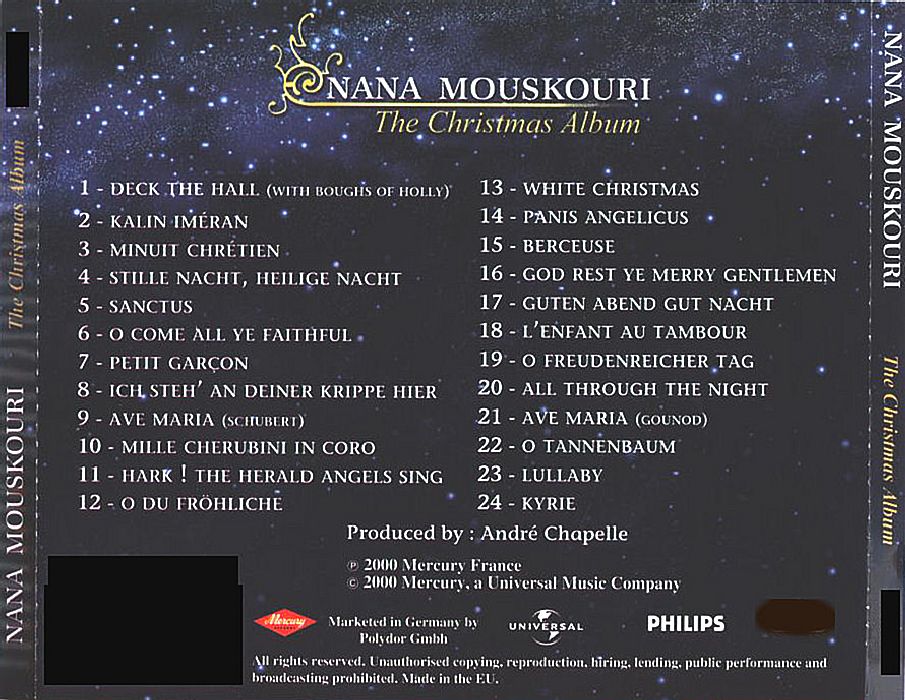 NANA MOUSKOURI
The Christmas Album
1 - DECK THE HALL (WITH BOUGHS OF HOLLY)
2 - KALIN IMÉRAN
3 - MINUIT CHRÉTIEN
4 - STILLE NACHT, HEILIGE NACHT
5 - SANCTUS
6 - O COME ALL YE FAITHFUL
7 - PETIT GARÇON
8 - ICH STEH' AN DEINER KRIPPE HIER
9 - AVE MARIA (SCHUBERT)
10 - MILLE CHERUBINI IN CORO
11 - HARK ! THE HERALD ANGELS SING
12 - O DU FRÖHLICHE
13 - WHITE CHRISTMAS
14 - PANIS ANGELICUS
15 - BERCEUSE
16 - GOD REST YE MERRY GENTLEMEN
17 - GUTEN ABEND GUT NACHT
18 - L'ENFANT AU TAMBOUR
19 - O FREUDENREICHER TAG
20 - ALL THROUGH THE NIGHT
21 - AVE MARIA (GOUNOD)
22 - O TANNENBAUM
23 - LULLABY
24 - KYRIE
Produced by : André Chapelle
℗ 2000 Mercury France
© 2000 Mercury, a Universal Music Company
Mercury
Marketed in Germany by
Polydor Gmbh
UNIVERSAL
PHILIPS
All rights reserved. Unauthorised copying, reproduction, hiring, lending, public performance and
broadcasting prohibited. Made in the EU.
NANA MOUSKOURI The Christmas Album
NANA MOUSKOURI The Christmas Album